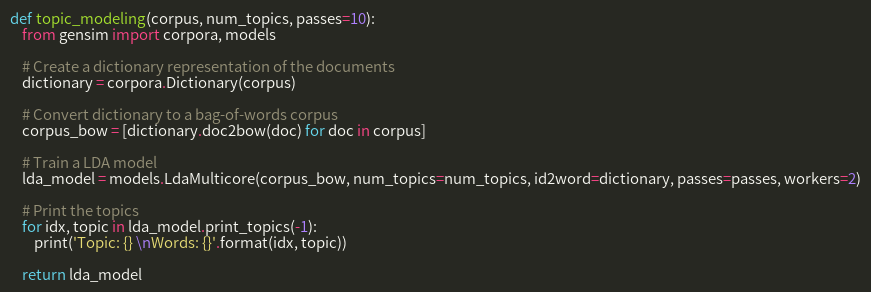 def topic_modeling(corpus, num_topics, passes=10):
from gensim import corpora, models
# Create a dictionary representation of the documents
dictionary = corpora.Dictionary(corpus)
# Convert dictionary to a bag-of-words corpus
corpus_bow = [dictionary.doc2bow(doc) for doc in corpus]
# Train a LDA model
lda_model = models.LdaMulticore(corpus_bow, num_topics=num_topics, id2word=dictionary, passes=passes, workers=2)
# Print the topics
for idx, topic in lda_model.print_topics(-1):
print('Topic: {} \nWords: {}'.format(idx, topic))
return lda_model